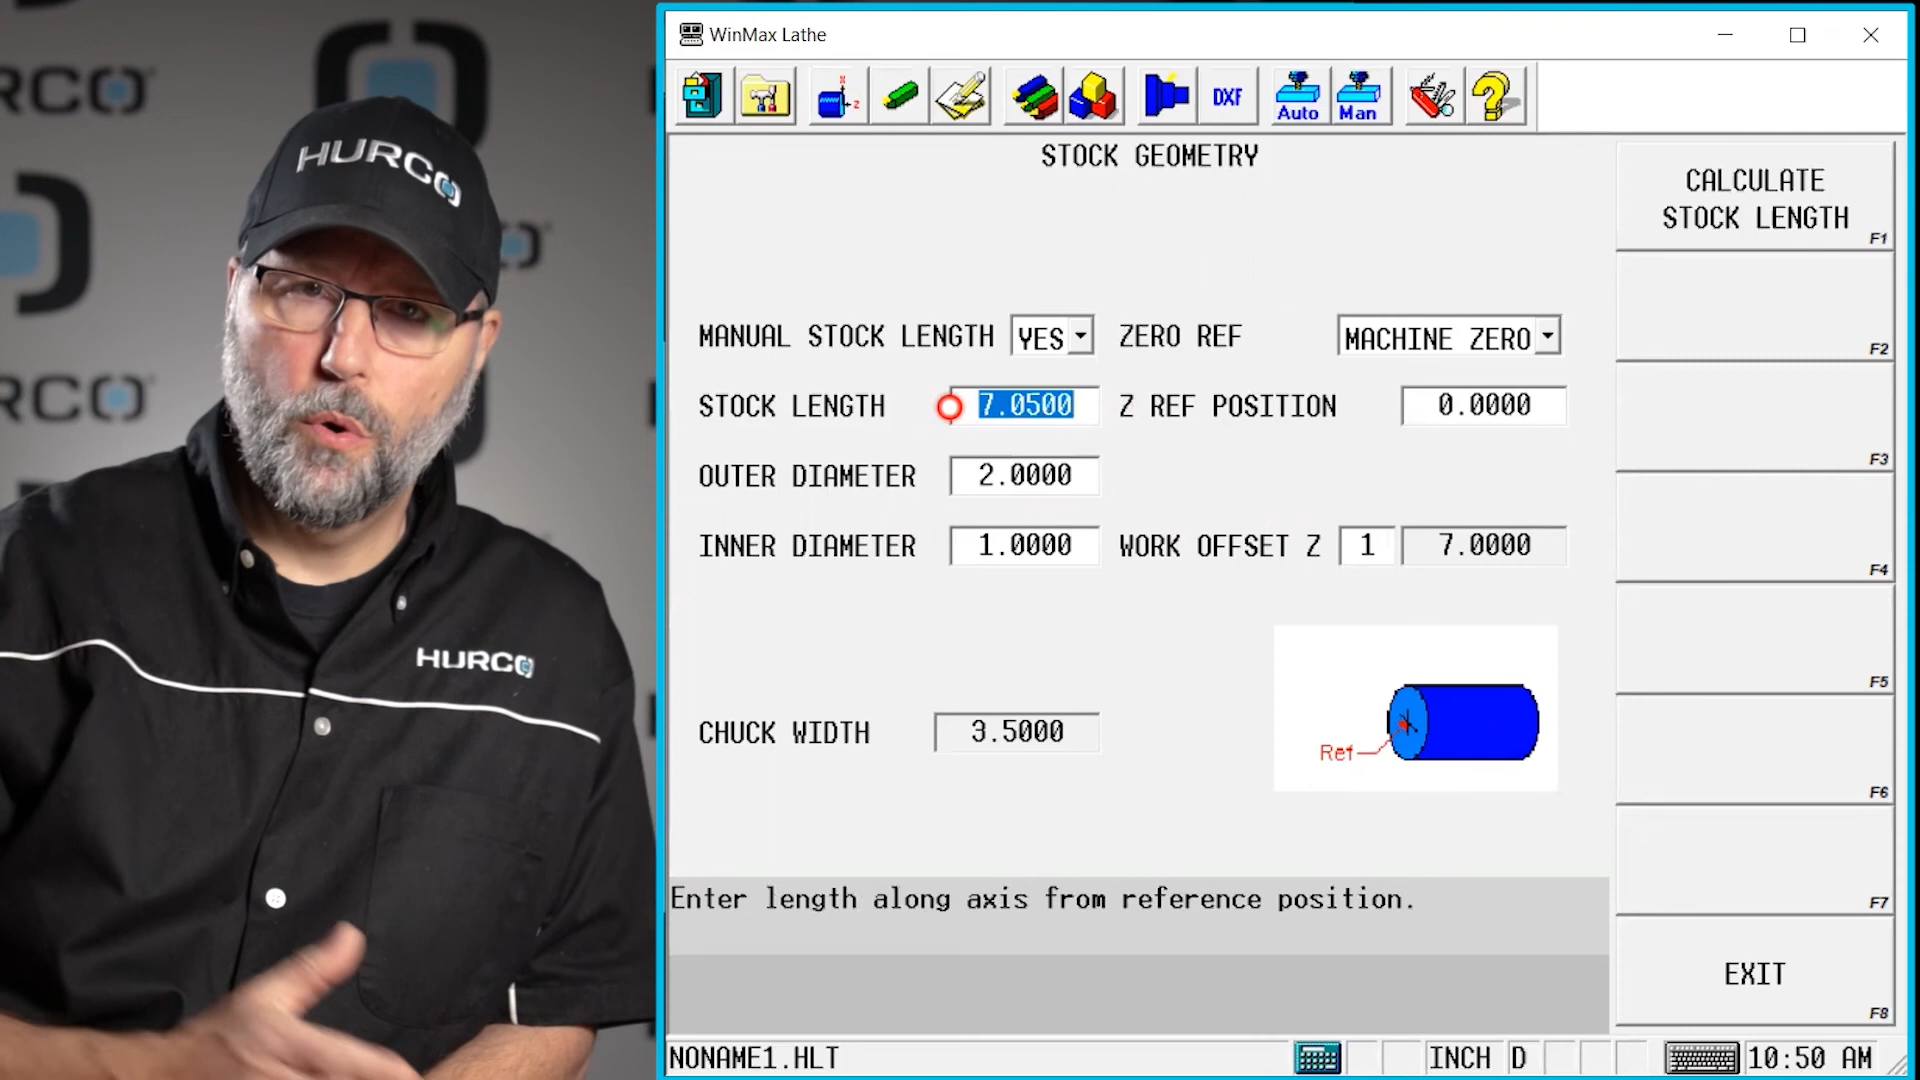 HURCO
HURCO
RCO
RCO
WinMax Lathe
DXF
Auto
Man
STOCK GEOMETRY
MANUAL STOCK LENGTH YES ZERO REF MACHINE ZERO
STOCK LENGTH 7.0500 Z REF POSITION 0.0000
OUTER DIAMETER 2.0000
INNER DIAMETER 1.0000 WORK OFFSET Z 1 7.0000
CHUCK WIDTH 3.5000
Ref
Enter length along axis from reference position.
CALCULATE
STOCK LENGTH
F1
F2
F3
F4
F5
F6
F7
EXIT
F8
NONAME1.HLT INCH D 10:50 AM